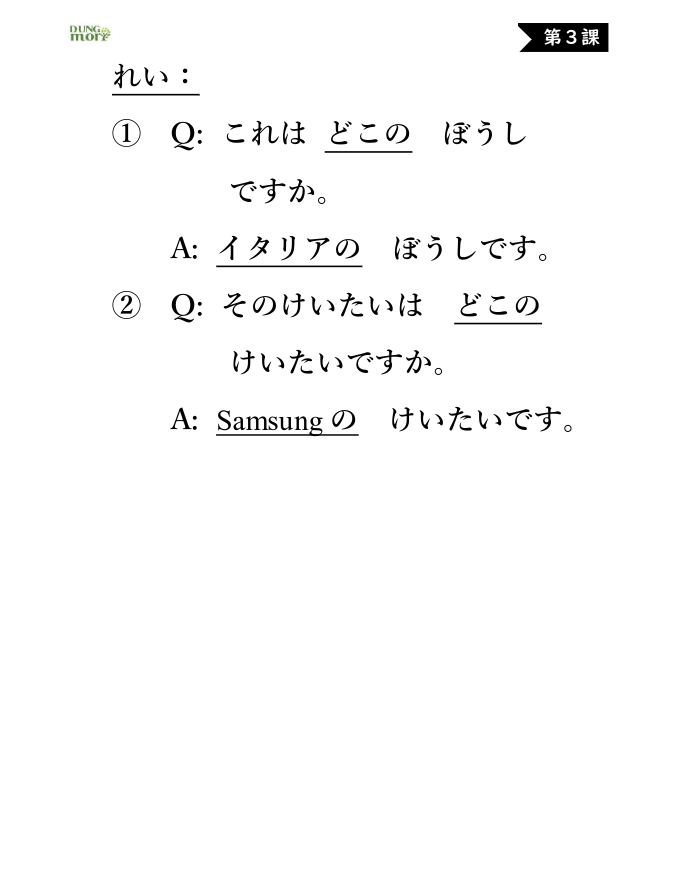 DUNG
mori
第３課
れい：
① Q: これは どこの ぼうし
ですか。
A: イタリアの ぼうしです。
② Q: そのけいたいは どこの
けいたいですか。
A: Samsung の けいたいです。